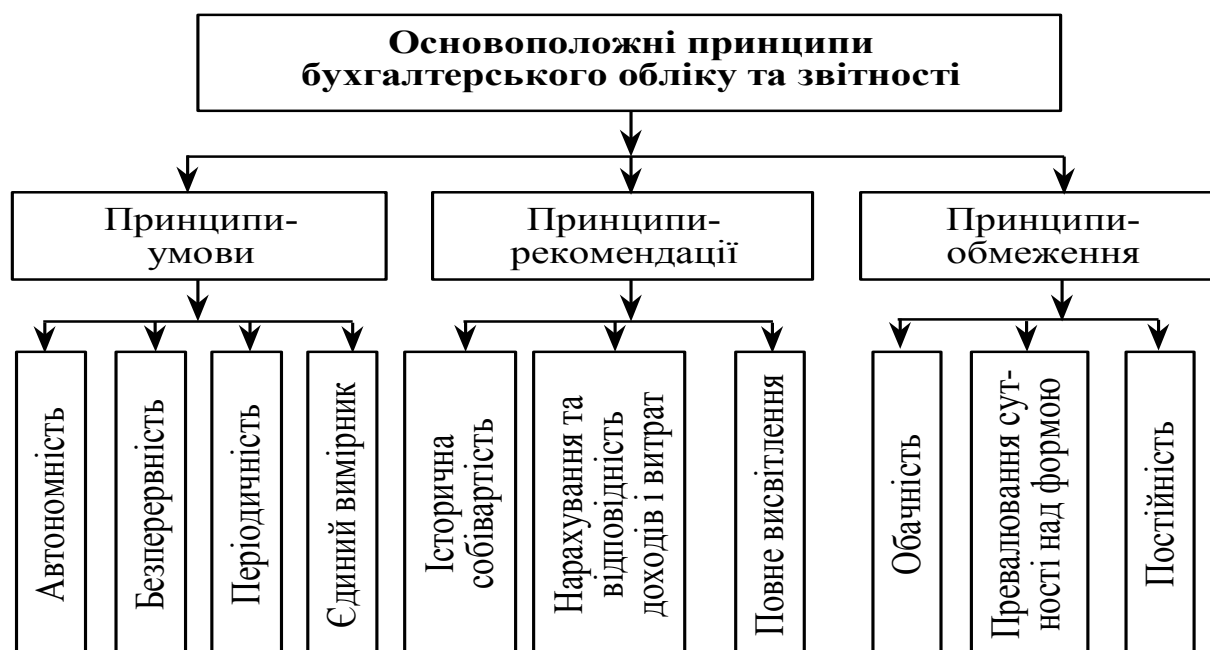 Основоположні принципи
бухгалтерського обліку та звітності
Принципи-
умови
Принципи-
рекомендації
Принципи-
обмеження
Автономність
Безперервність
Періодичність
Єдиний вимірник
Історична
собівартість
Нарахування та
відповідність
доходів і витрат
Повне висвітлення
Обачність
Превалювання сут-
ності над формою
Постійність